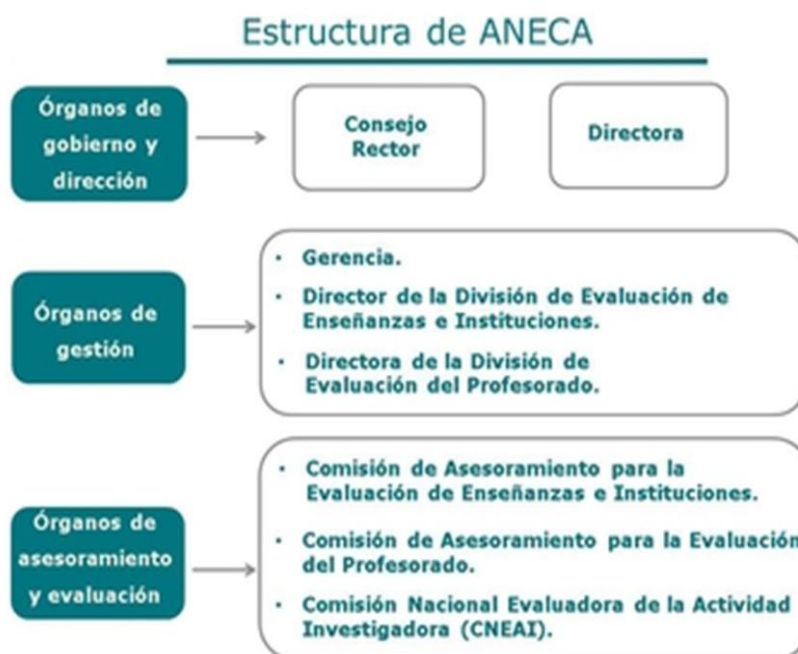 Estructura de ANECA
Órganos de
gobierno y
dirección
Consejo
Rector
Directora
Órganos de
gestión
· Gerencia.
· Director de la División de Evaluación de
Enseñanzas e Instituciones.
· Directora de la División de
Evaluación del Profesorado.
Órganos de
asesoramiento
y evaluación
· Comisión de Asesoramiento para la
Evaluación de Enseñanzas e Instituciones.
· Comisión de Asesoramiento para la Evaluación
del Profesorado.
· Comisión Nacional Evaluadora de la Actividad
Investigadora (CNEAI).